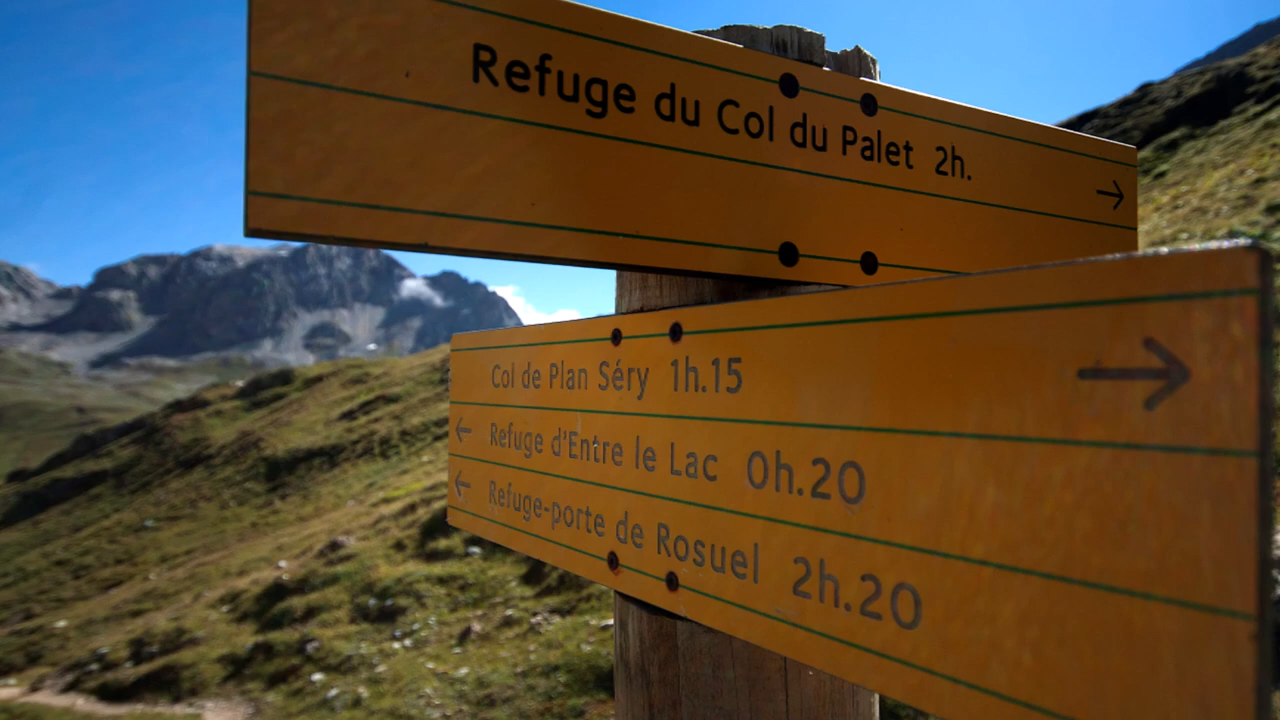 Refuge du Col du Palet 2h. →
Col de Plan Séry 1h.15 →
← Refuge d'Entre le Lac 0h.20
← Refuge-porte de Rosuel 2h.20